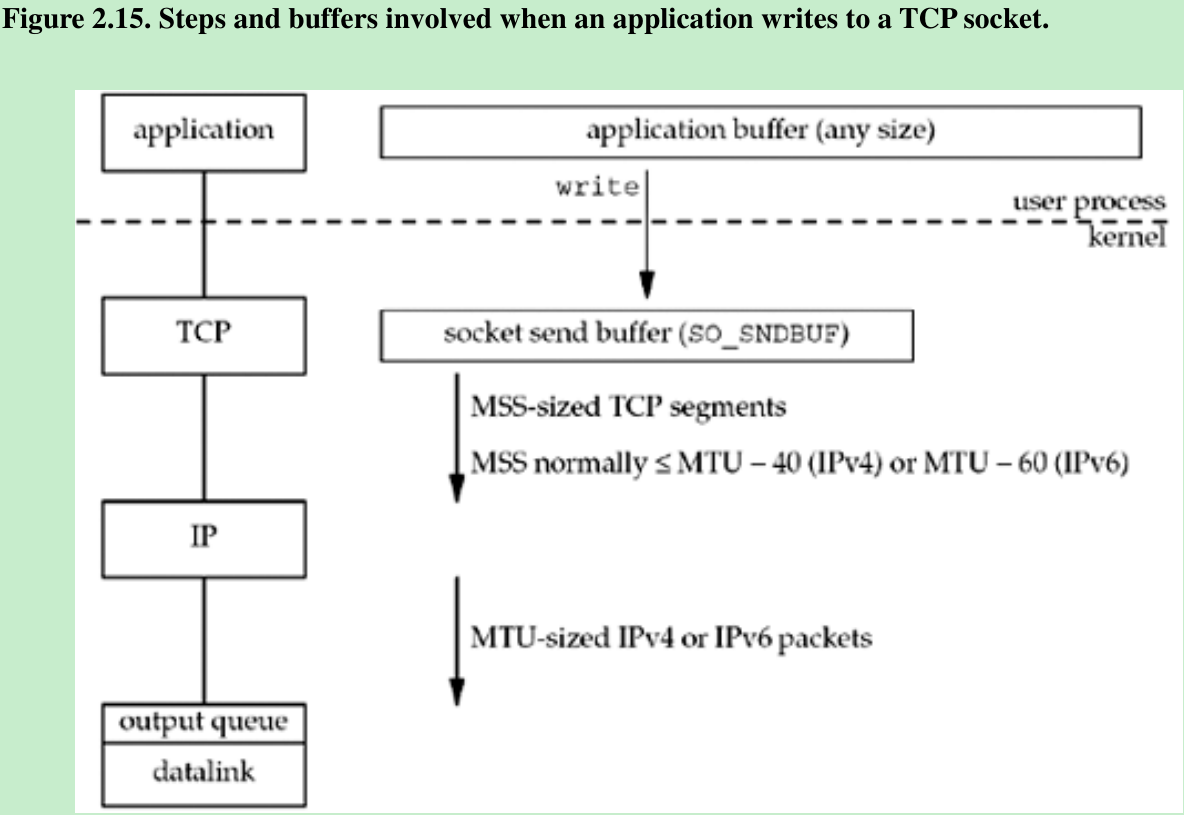 Figure 2.15. Steps and buffers involved when an application writes to a TCP socket.
application
application buffer (any size)
write
user process
kernel
TCP
socket send buffer (SO_SNDBUF)
MSS-sized TCP segments
MSS normally ≤ MTU – 40 (IPv4) or MTU – 60 (IPv6)
IP
MTU-sized IPv4 or IPv6 packets
output queue
datalink